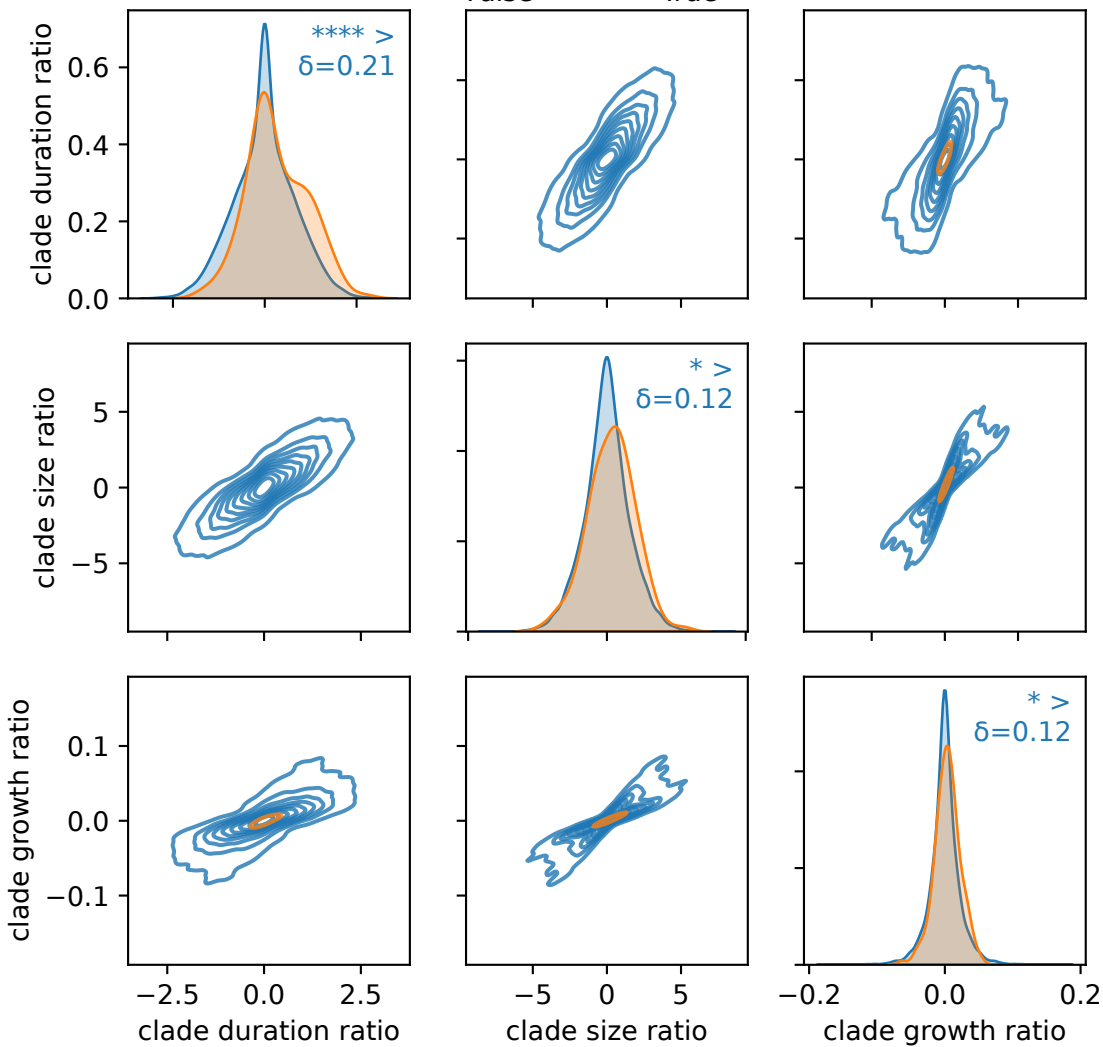 **** >
δ=0.21
clade duration ratio
0.6
0.4
0.2
0.0
* >
δ=0.12
clade size ratio
5
0
−5
* >
δ=0.12
clade growth ratio
0.1
0.0
−0.1
−2.5 0.0 2.5
−5 0 5
−0.2 0.0 0.2
clade duration ratio
clade size ratio
clade growth ratio